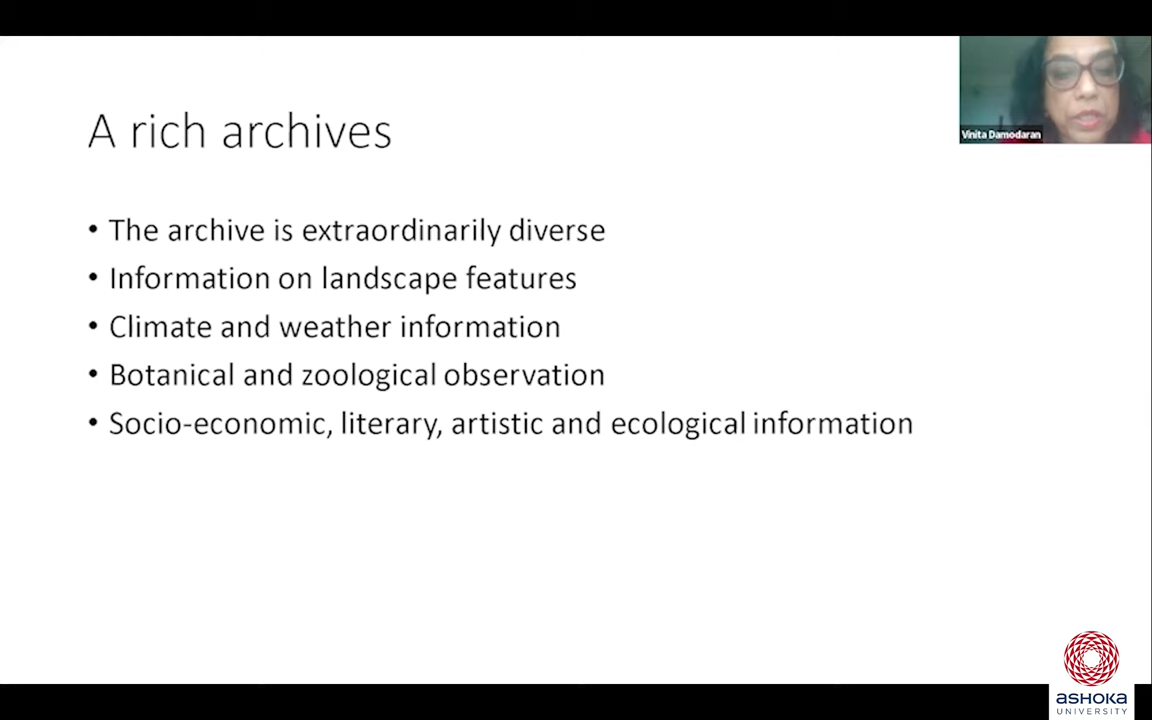 A rich archives
Vinita Damodaran
• The archive is extraordinarily diverse
• Information on landscape features
• Climate and weather information
• Botanical and zoological observation
• Socio-economic, literary, artistic and ecological information
ASHOKA
UNIVERSITY